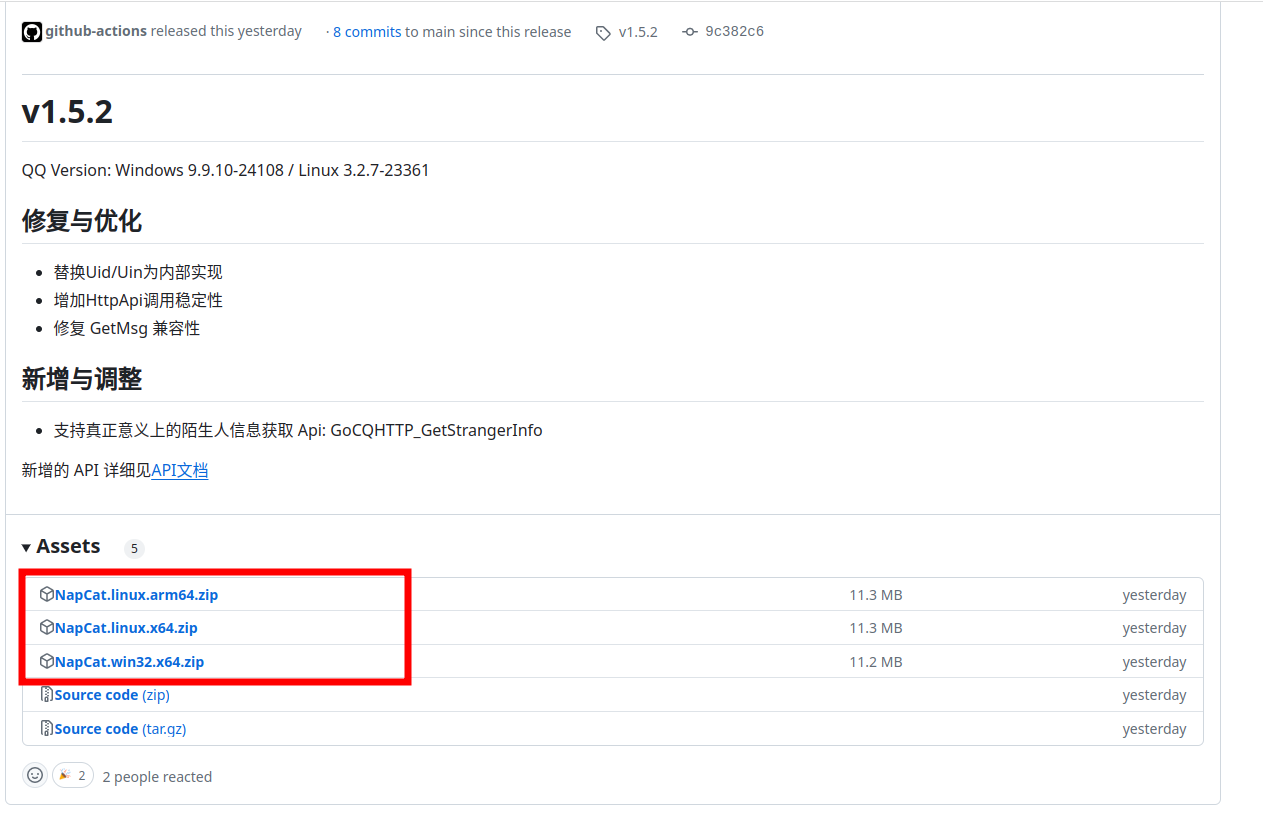 github-actions released this yesterday · 8 commits to main since this release v1.5.2 9c382c6
v1.5.2
QQ Version: Windows 9.9.10-24108 / Linux 3.2.7-23361
修复与优化
替换Uid/Uin为内部实现
增加HttpApi调用稳定性
修复 GetMsg 兼容性
新增与调整
支持真正意义上的陌生人信息获取 Api: GoCQHTTP_GetStrangerInfo
新增的 API 详细见API文档
Assets 5
NapCat.linux.arm64.zip 11.3 MB yesterday
NapCat.linux.x64.zip 11.3 MB yesterday
NapCat.win32.x64.zip 11.2 MB yesterday
Source code (zip) yesterday
Source code (tar.gz) yesterday
2 2 people reacted